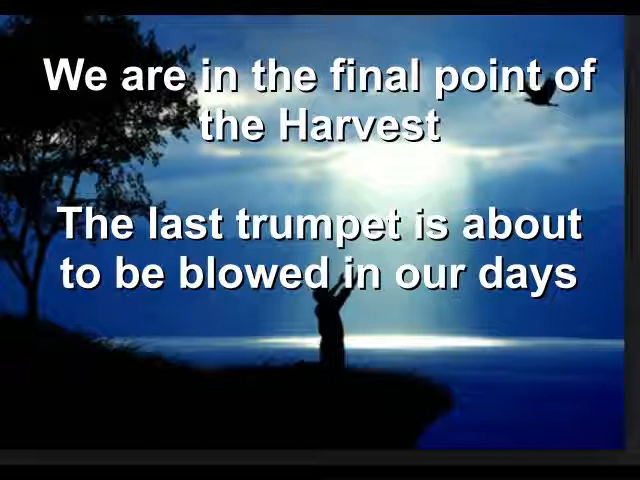 We are in the final point of
the Harvest
The last trumpet is about
to be blowed in our days